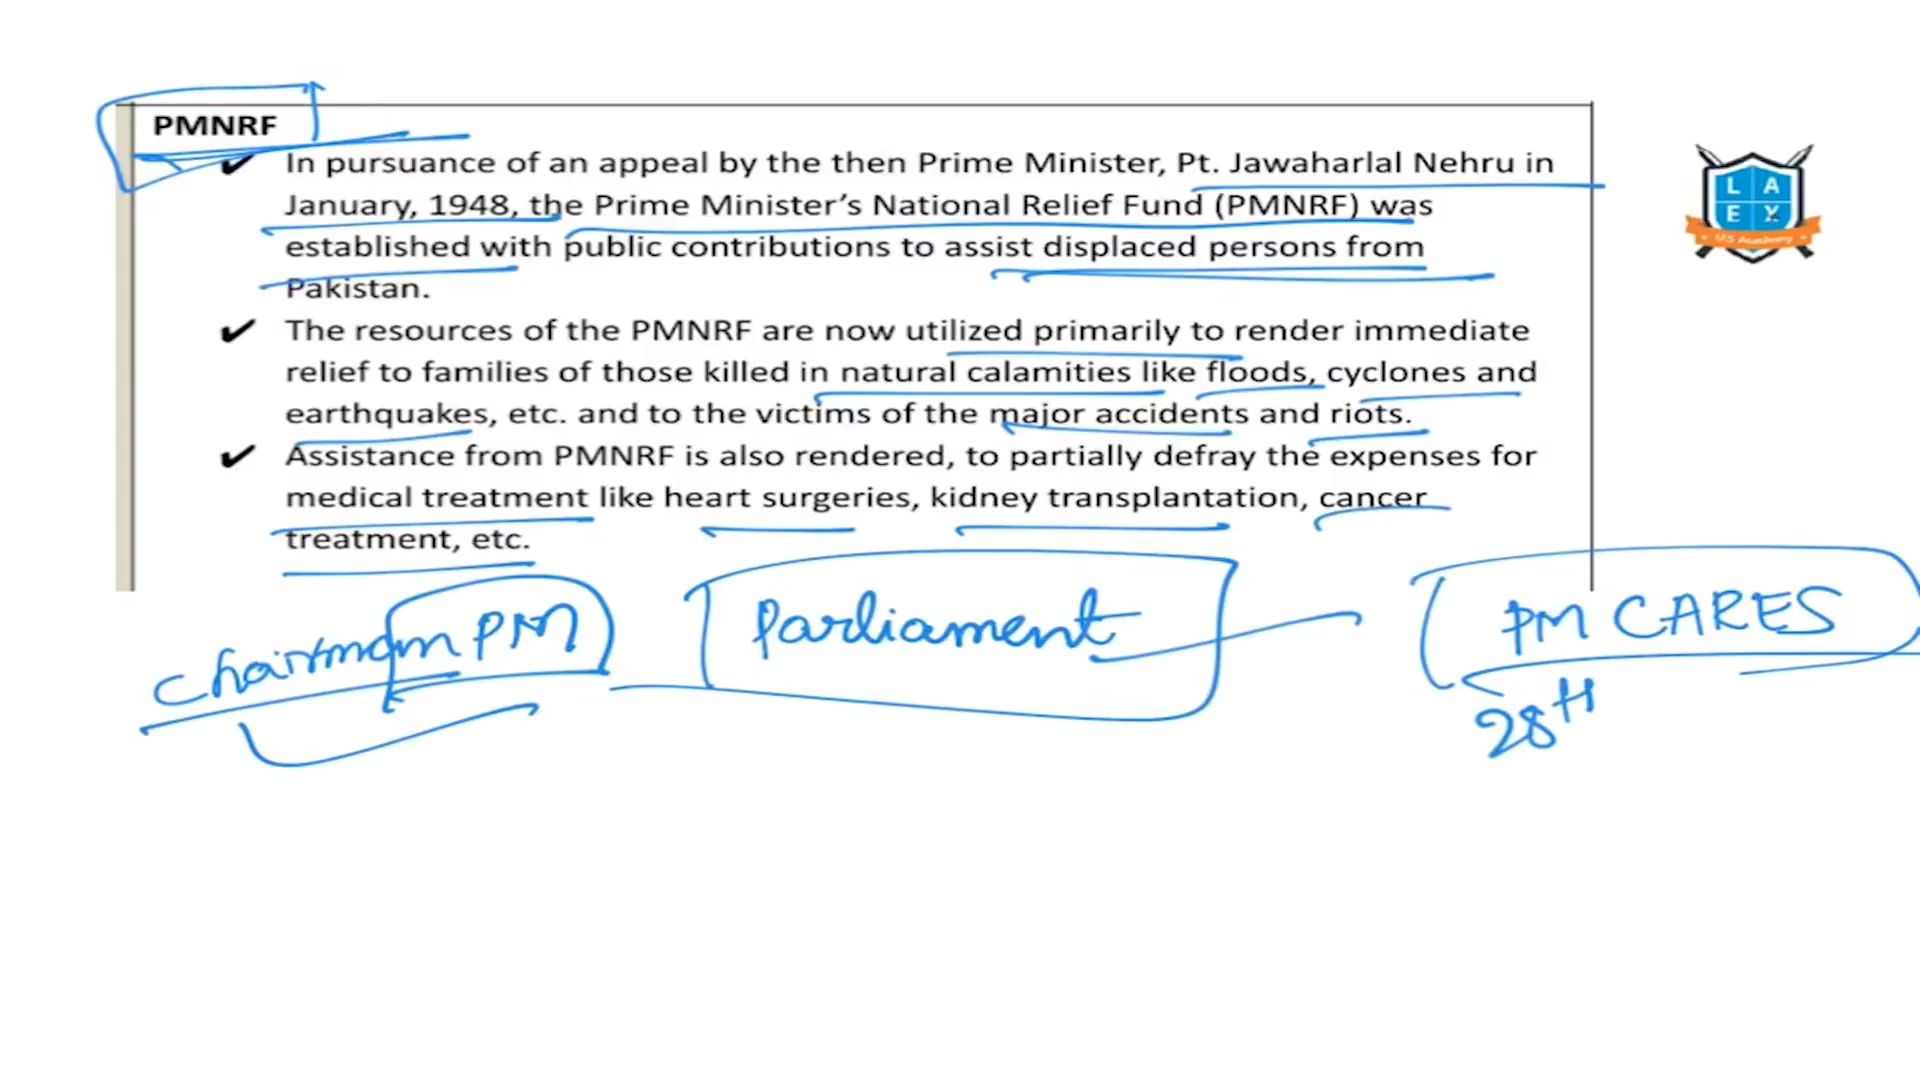 PMNRF
✔ In pursuance of an appeal by the then Prime Minister, Pt. Jawaharlal Nehru in
January, 1948, the Prime Minister’s National Relief Fund (PMNRF) was
established with public contributions to assist displaced persons from
Pakistan.
✔ The resources of the PMNRF are now utilized primarily to render immediate
relief to families of those killed in natural calamities like floods, cyclones and
earthquakes, etc. and to the victims of the major accidents and riots.
✔ Assistance from PMNRF is also rendered, to partially defray the expenses for
medical treatment like heart surgeries, kidney transplantation, cancer
treatment, etc.
L A
E X
U.S Academy
Chairman PM
Parliament
PM CARES
28th